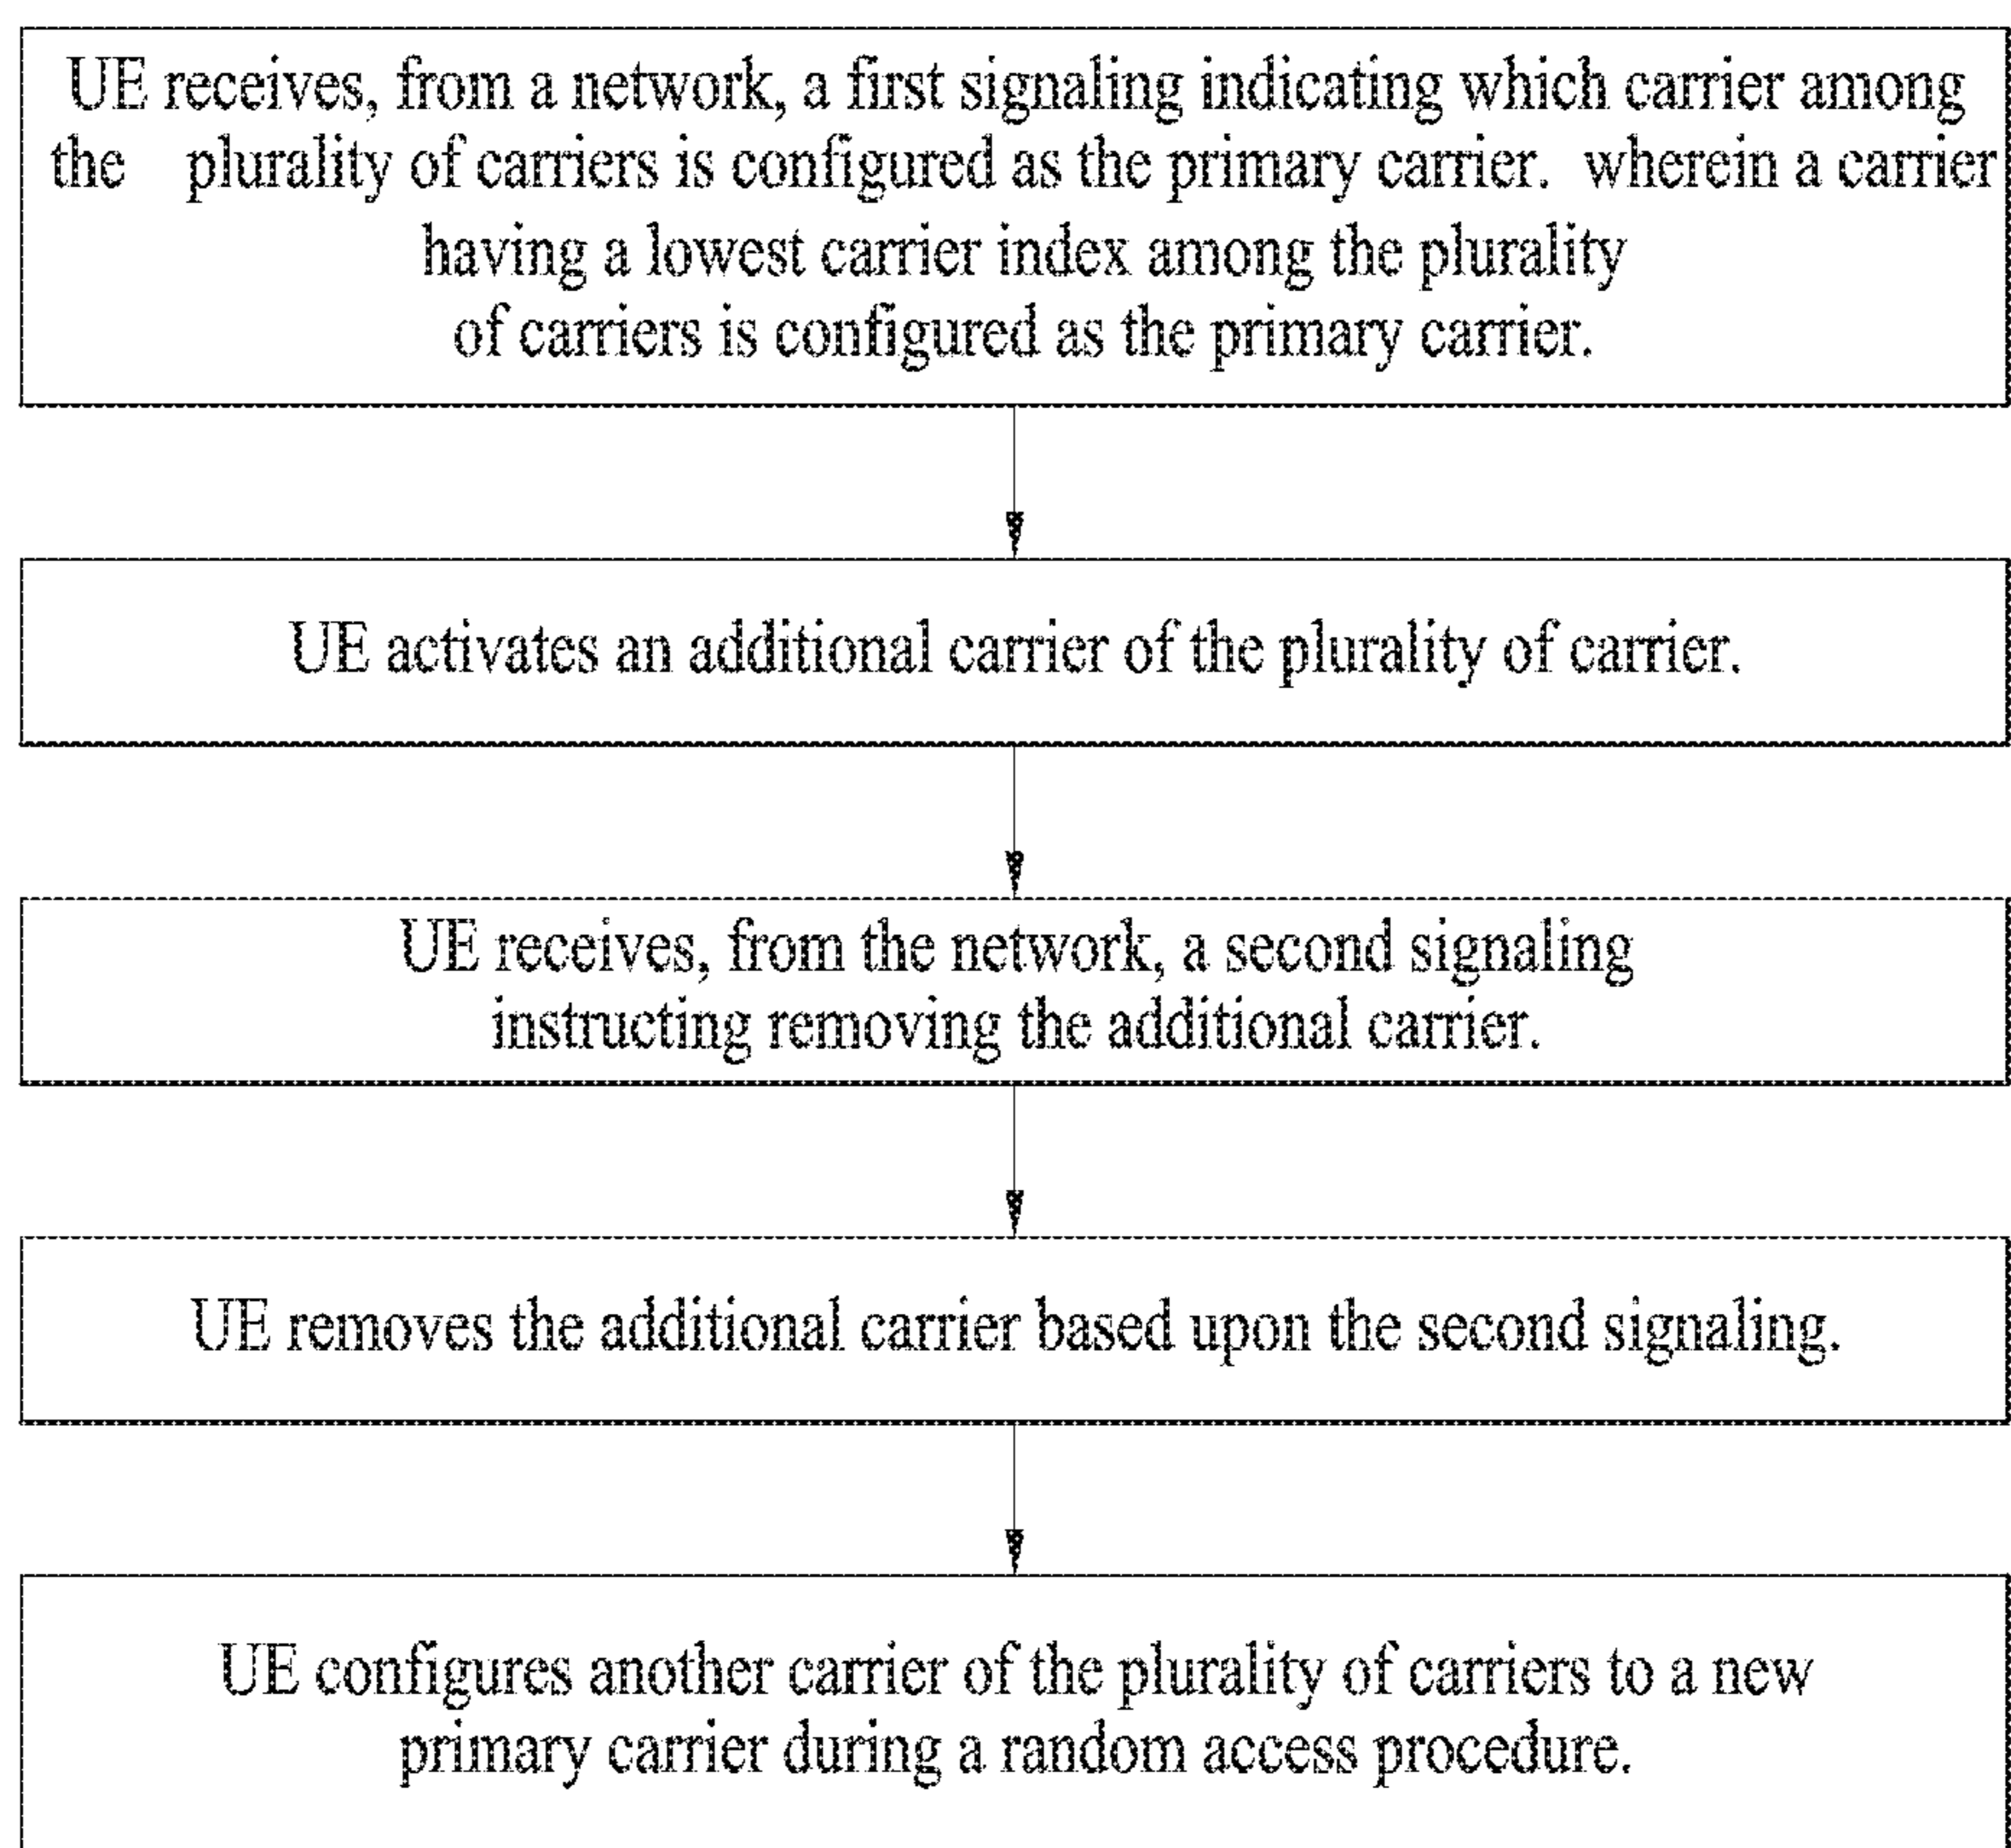 UE receives, from a network, a first signaling indicating which carrier among
the plurality of carriers is configured as the primary carrier. wherein a carrier
having a lowest carrier index among the plurality
of carriers is configured as the primary carrier.
UE activates an additional carrier of the plurality of carrier.
UE receives, from the network, a second signaling
instructing removing the additional carrier.
UE removes the additional carrier based upon the second signaling.
UE configures another carrier of the plurality of carriers to a new
primary carrier during a random access procedure.